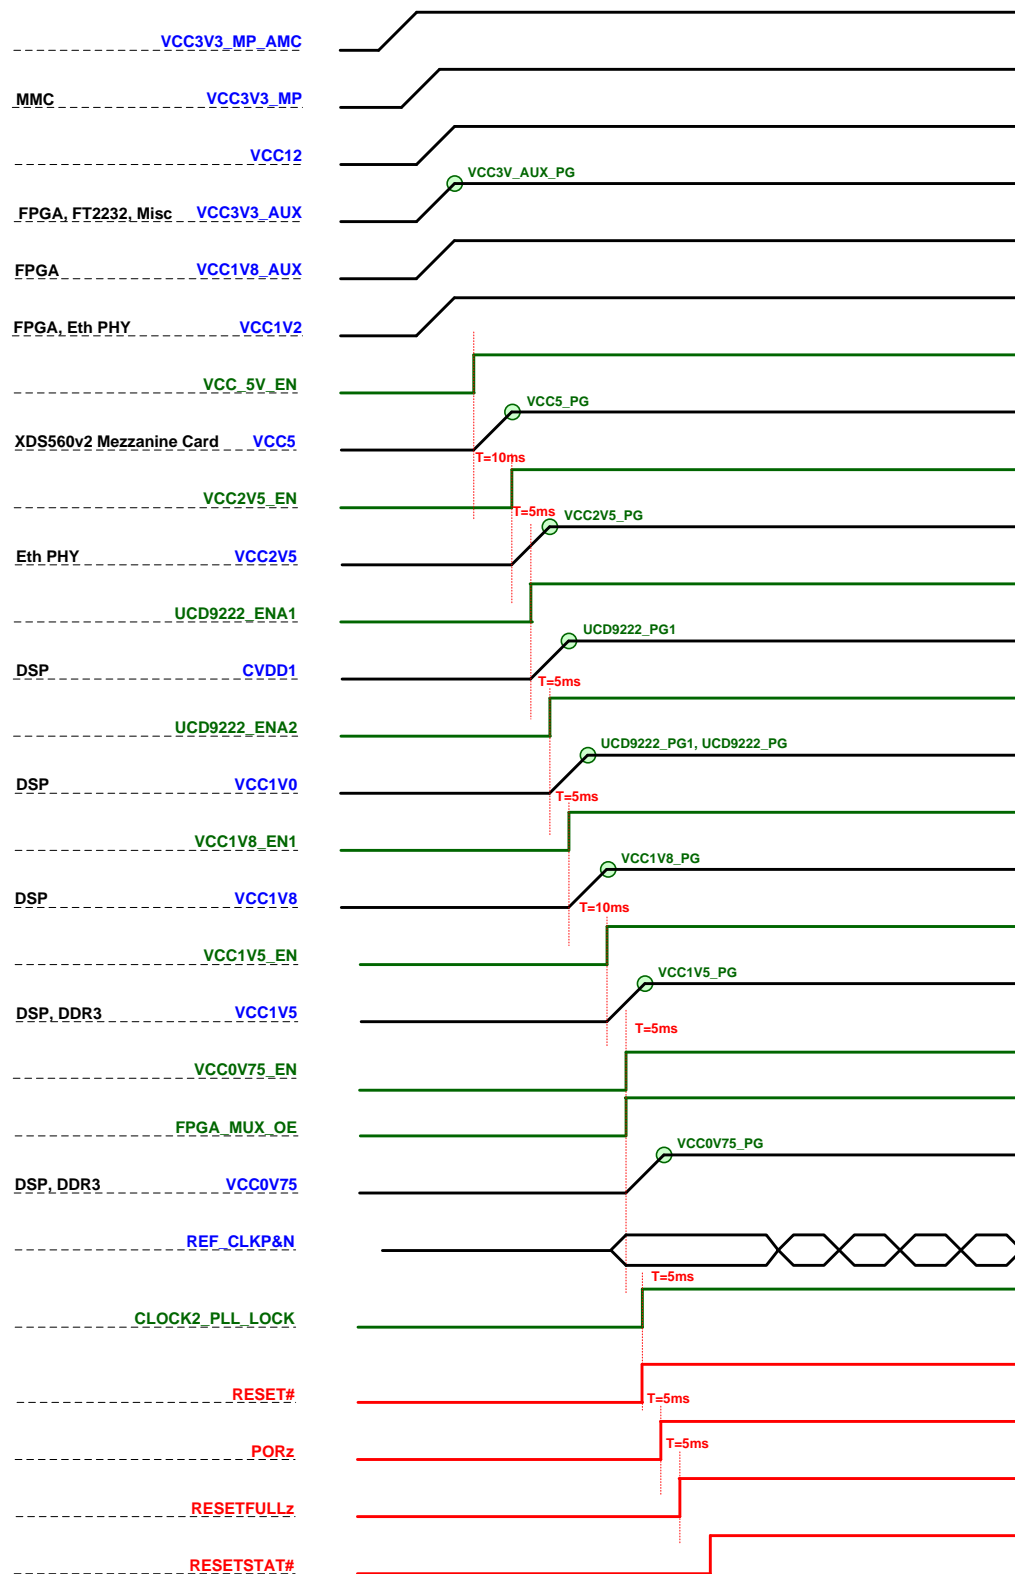 VCC3V3_MP_AMC
MMC VCC3V3_MP
VCC12
VCC3V_AUX_PG
FPGA, FT2232, Misc VCC3V3_AUX
FPGA VCC1V8_AUX
FPGA, Eth PHY VCC1V2
VCC_5V_EN
VCC5_PG
XDS560v2 Mezzanine Card VCC5
T=10ms
VCC2V5_EN
T=5ms
VCC2V5_PG
Eth PHY VCC2V5
UCD9222_ENA1
UCD9222_PG1
DSP CVDD1
T=5ms
UCD9222_ENA2
UCD9222_PG1, UCD9222_PG
DSP VCC1V0
T=5ms
VCC1V8_EN1
VCC1V8_PG
DSP VCC1V8
T=10ms
VCC1V5_EN
VCC1V5_PG
DSP, DDR3 VCC1V5
T=5ms
VCC0V75_EN
FPGA_MUX_OE
VCC0V75_PG
DSP, DDR3 VCC0V75
REF_CLKP&N
T=5ms
CLOCK2_PLL_LOCK
RESET#
T=5ms
PORz
T=5ms
RESETFULLz
RESETSTAT#